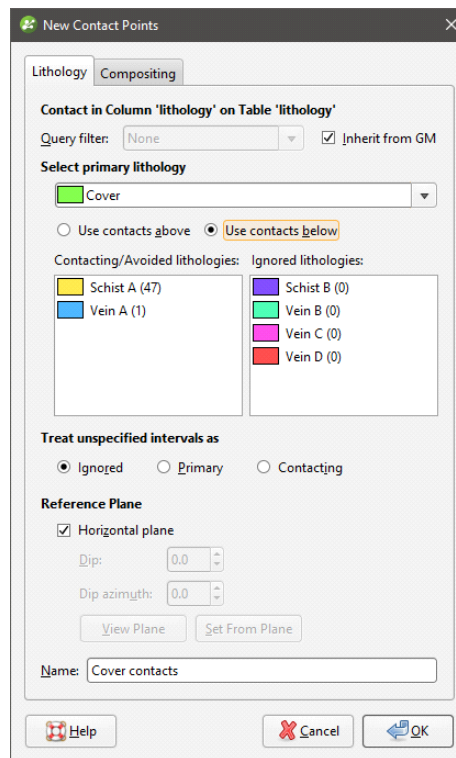 New Contact Points
Lithology Compositing
Contact in Column 'lithology' on Table 'lithology'
Query filter: None Inherit from GM
Select primary lithology
Cover
Use contacts above Use contacts below
Contacting/Avoided lithologies: Ignored lithologies:
Schist A (47) Schist B (0)
Vein A (1) Vein B (0)
Vein C (0)
Vein D (0)
Treat unspecified intervals as
Ignored Primary Contacting
Reference Plane
Horizontal plane
Dip: 0.0
Dip azimuth: 0.0
View Plane Set From Plane
Name: Cover contacts
Help Cancel OK